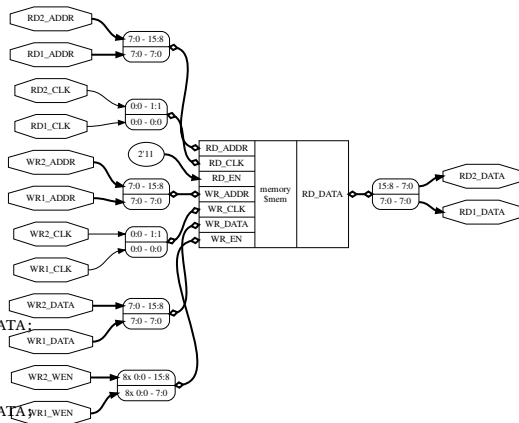 RD2_ADDR
RD1_ADDR
7:0 - 15:8
7:0 - 7:0
RD2_CLK
RD1_CLK
0:0 - 1:1
0:0 - 0:0
2'11
WR2_ADDR
WR1_ADDR
7:0 - 15:8
7:0 - 7:0
WR2_CLK
WR1_CLK
0:0 - 1:1
0:0 - 0:0
WR2_DATA
WR1_DATA
7:0 - 15:8
7:0 - 7:0
WR2_WEN
WR1_WEN
8x 0:0 - 15:8
8x 0:0 - 7:0
ATA;
ATA;
RD_ADDR
RD_CLK
RD_EN
WR_ADDR
WR_CLK
WR_DATA
WR_EN
memory
$mem
RD_DATA
15:8 - 7:0
7:0 - 7:0
RD2_DATA
RD1_DATA